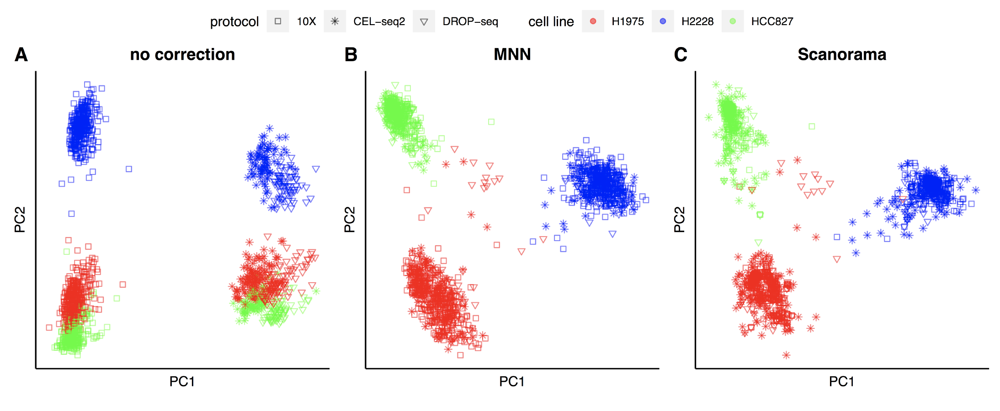 protocol 10X CEL−seq2 DROP−seq cell line H1975 H2228 HCC827
A no correction
PC2
PC1
B MNN
PC2
PC1
C Scanorama
PC2
PC1